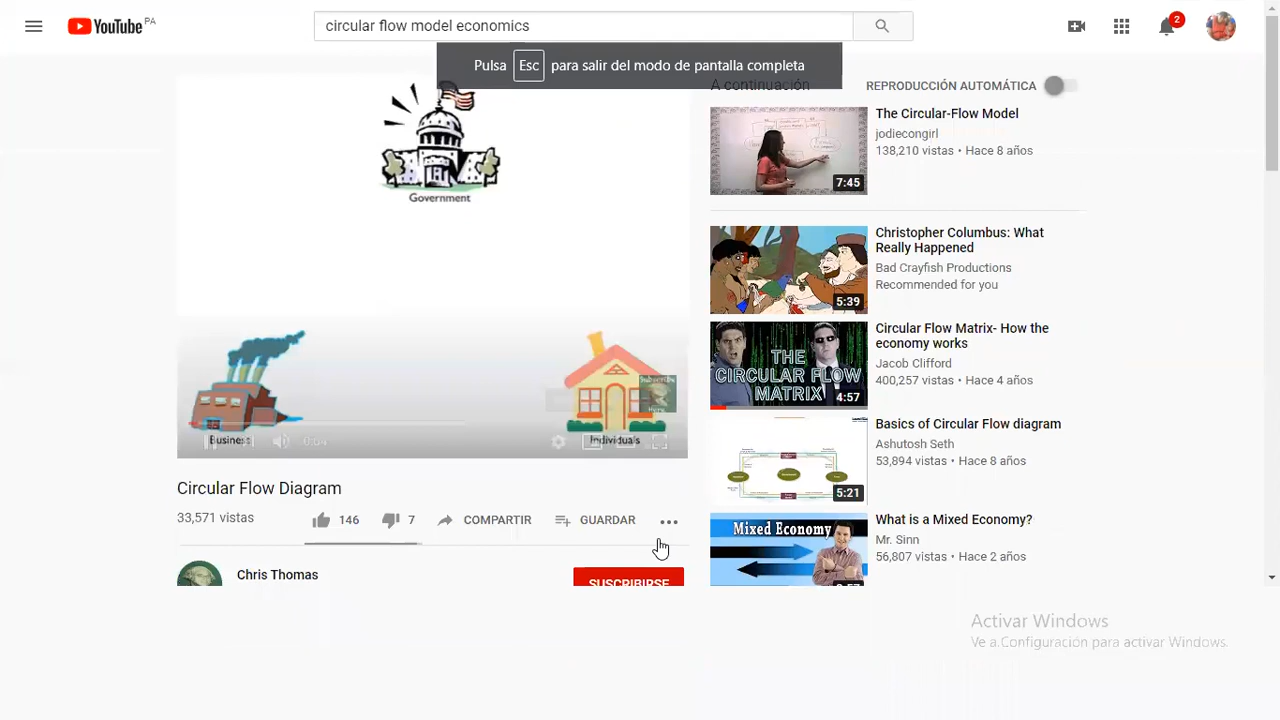 YouTube PA
circular flow model economics
2
Pulsa Esc para salir del modo de pantalla completa
A continuación
REPRODUCCIÓN AUTOMÁTICA
Government
Business
Individuals
Subscribe
Here
0:04
Circular Flow Diagram
33,571 vistas
146
7
COMPARTIR
GUARDAR
Chris Thomas
SUSCRIBIRSE
The Circular-Flow Model
jodiecongirl
138,210 vistas • Hace 8 años
7:45
Christopher Columbus: What
Really Happened
Bad Crayfish Productions
Recommended for you
5:39
Circular Flow Matrix- How the
economy works
Jacob Clifford
400,257 vistas • Hace 4 años
THE
CIRCULAR FLOW
MATRIX
4:57
Basics of Circular Flow diagram
Ashutosh Seth
53,894 vistas • Hace 8 años
5:21
What is a Mixed Economy?
Mr. Sinn
56,807 vistas • Hace 2 años
Mixed Economy
Activar Windows
Ve a Configuración para activar Windows.